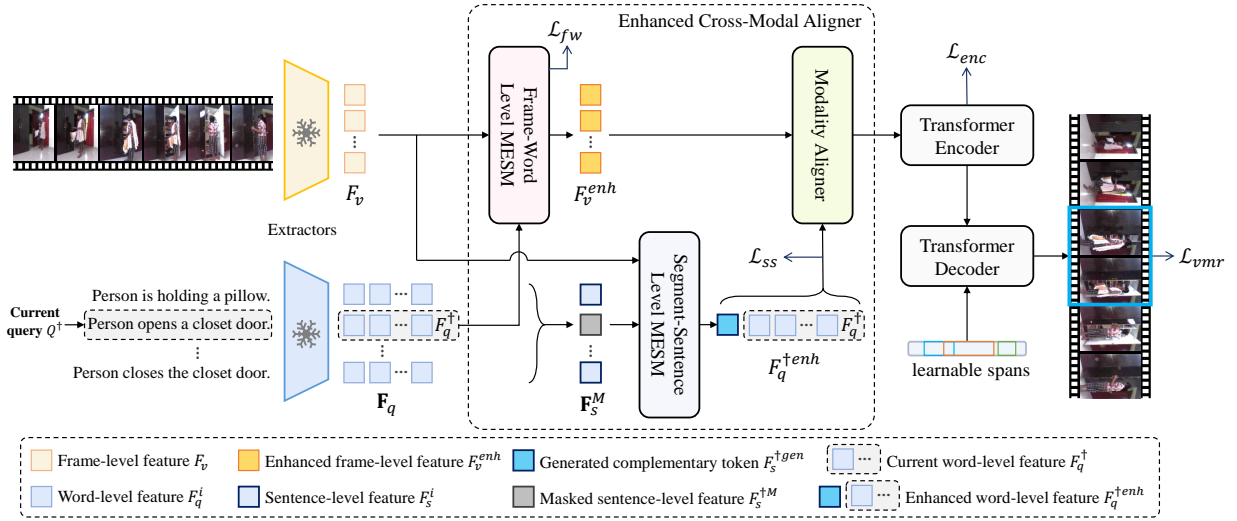 Enhanced Cross-Modal Aligner
ℒ_fw
Frame-Word
Level MESM
Modality Aligner
ℒ_enc
Transformer
Encoder
F_v
F_v^enh
Extractors
Transformer
Decoder
ℒ_vmr
Segment-Sentence
Level MESM
ℒ_ss
Person is holding a pillow.
Current
query Q^†
Person opens a closet door.
⋮
Person closes the closet door.
F_q^†
F_q
F_s^M
F_q^†
F_q^†enh
learnable spans
Frame-level feature F_v
Enhanced frame-level feature F_v^enh
Generated complementary token F_s^†gen
Current word-level feature F_q^†
Word-level feature F_q^i
Sentence-level feature F_s^i
Masked sentence-level feature F_s^†M
Enhanced word-level feature F_q^†enh